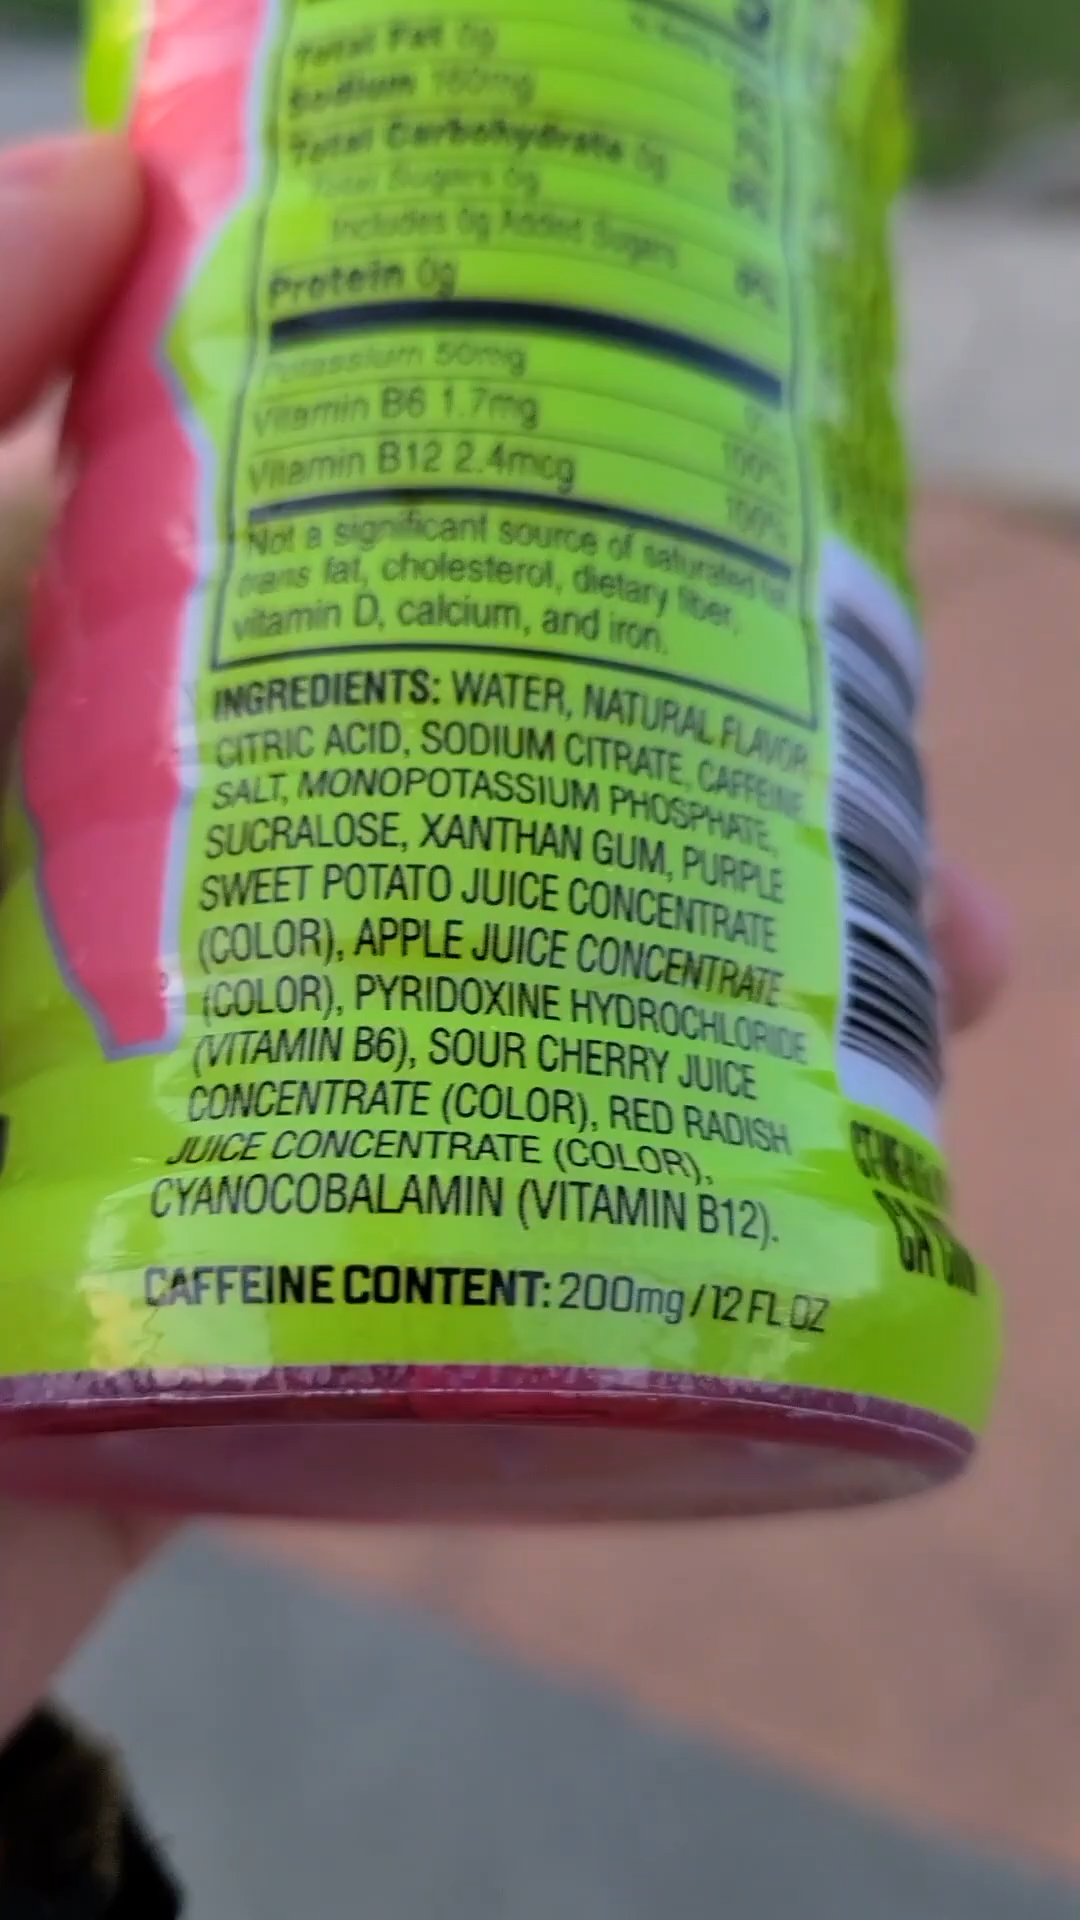 Total Fat 0g
Sodium 160mg
Total Carbohydrate 0g
Total Sugars 0g
Includes 0g Added Sugars
Protein 0g 0%
Potassium 50mg 0%
Vitamin B6 1.7mg 100%
Vitamin B12 2.4mcg 100%
Not a significant source of saturated fat,
trans fat, cholesterol, dietary fiber,
vitamin D, calcium, and iron.
INGREDIENTS: WATER, NATURAL FLAVOR,
CITRIC ACID, SODIUM CITRATE, CAFFEINE,
SALT, MONOPOTASSIUM PHOSPHATE,
SUCRALOSE, XANTHAN GUM, PURPLE
SWEET POTATO JUICE CONCENTRATE
(COLOR), APPLE JUICE CONCENTRATE
(COLOR), PYRIDOXINE HYDROCHLORIDE
(VITAMIN B6), SOUR CHERRY JUICE
CONCENTRATE (COLOR), RED RADISH
JUICE CONCENTRATE (COLOR),
CYANOCOBALAMIN (VITAMIN B12).
CAFFEINE CONTENT: 200mg/12 FL OZ